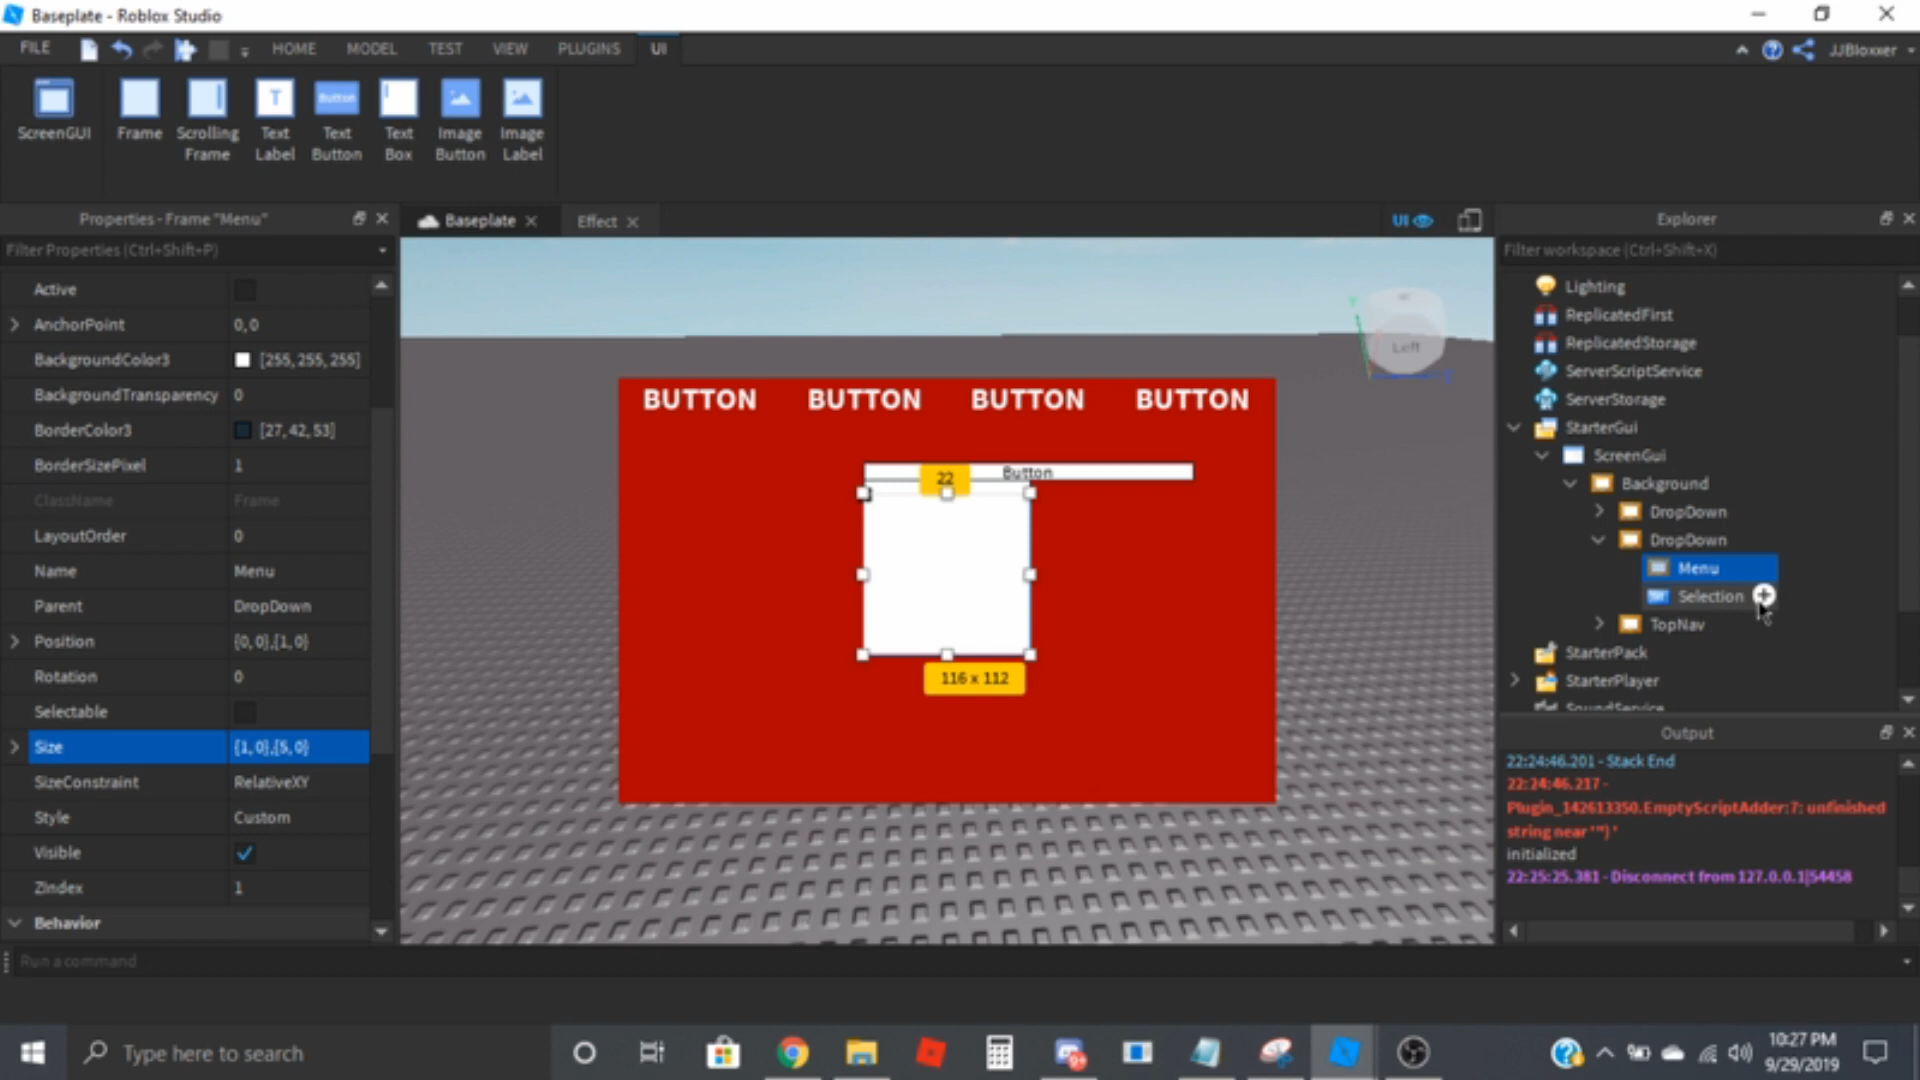 Baseplate - Roblox Studio
FILE HOME MODEL TEST VIEW PLUGINS UI JJBloxxer
ScreenGUI
Frame
Scrolling Frame
Text Label
Button
Text Button
Text Box
Image Button
Image Label
Properties - Frame "Menu"
Filter Properties (Ctrl+Shift+P)
Active
AnchorPoint 0, 0
BackgroundColor3 [255, 255, 255]
BackgroundTransparency 0
BorderColor3 [27, 42, 53]
BorderSizePixel 1
ClassName Frame
LayoutOrder 0
Name Menu
Parent DropDown
Position {0, 0},{1, 0}
Rotation 0
Selectable
Size {1, 0},{5, 0}
SizeConstraint RelativeXY
Style Custom
Visible
ZIndex 1
Behavior
Baseplate Effect UI
Left
BUTTON BUTTON BUTTON BUTTON
Button
22
116 x 112
Explorer
Filter workspace (Ctrl+Shift+X)
Lighting
ReplicatedFirst
ReplicatedStorage
ServerScriptService
ServerStorage
StarterGui
ScreenGui
Background
DropDown
DropDown
Menu
Selection
TopNav
StarterPack
StarterPlayer
SoundService
Output
22:24:46.201 - Stack End
22:24:46.217 -
Plugin_142613350.EmptyScriptAdder:7: unfinished
string near '")'
initialized
22:25:25.381 - Disconnect from 127.0.0.1|54458
Run a command
Type here to search
10:27 PM
9/29/2019